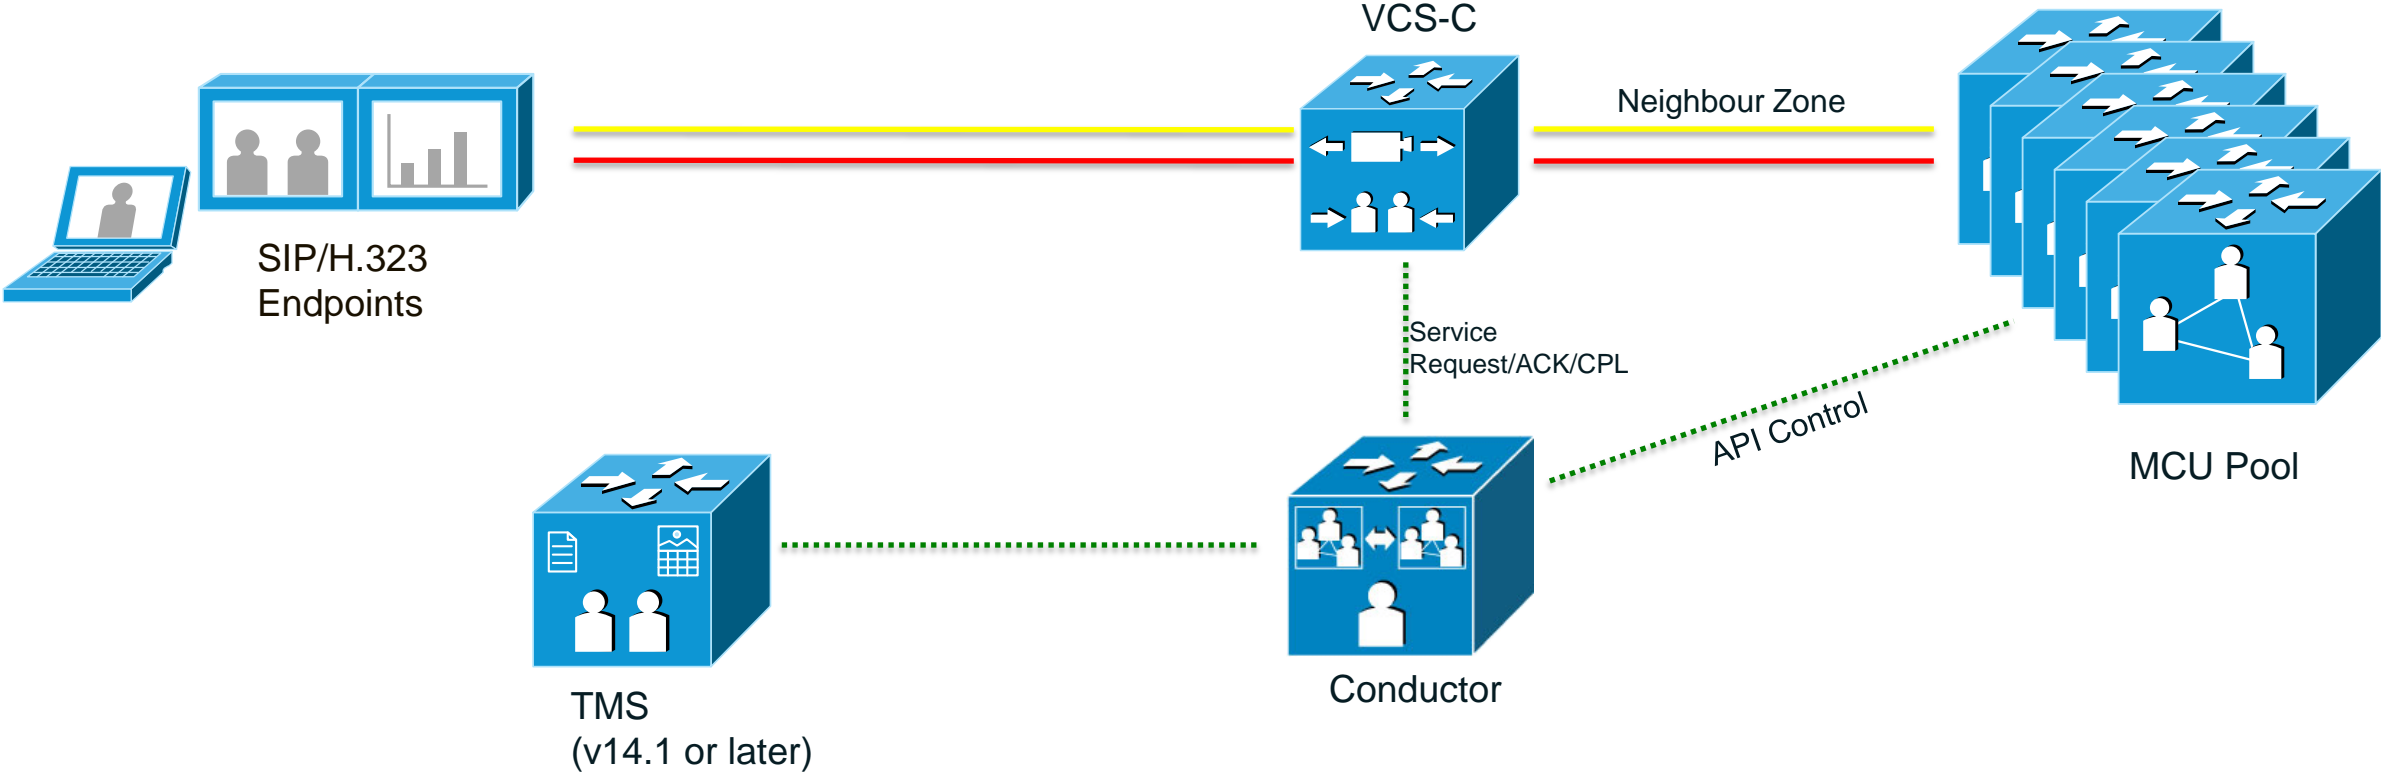 VCS-C
Neighbour Zone
SIP/H.323
Endpoints
Service
Request/ACK/CPL
API Control
MCU Pool
Conductor
TMS
(v14.1 or later)